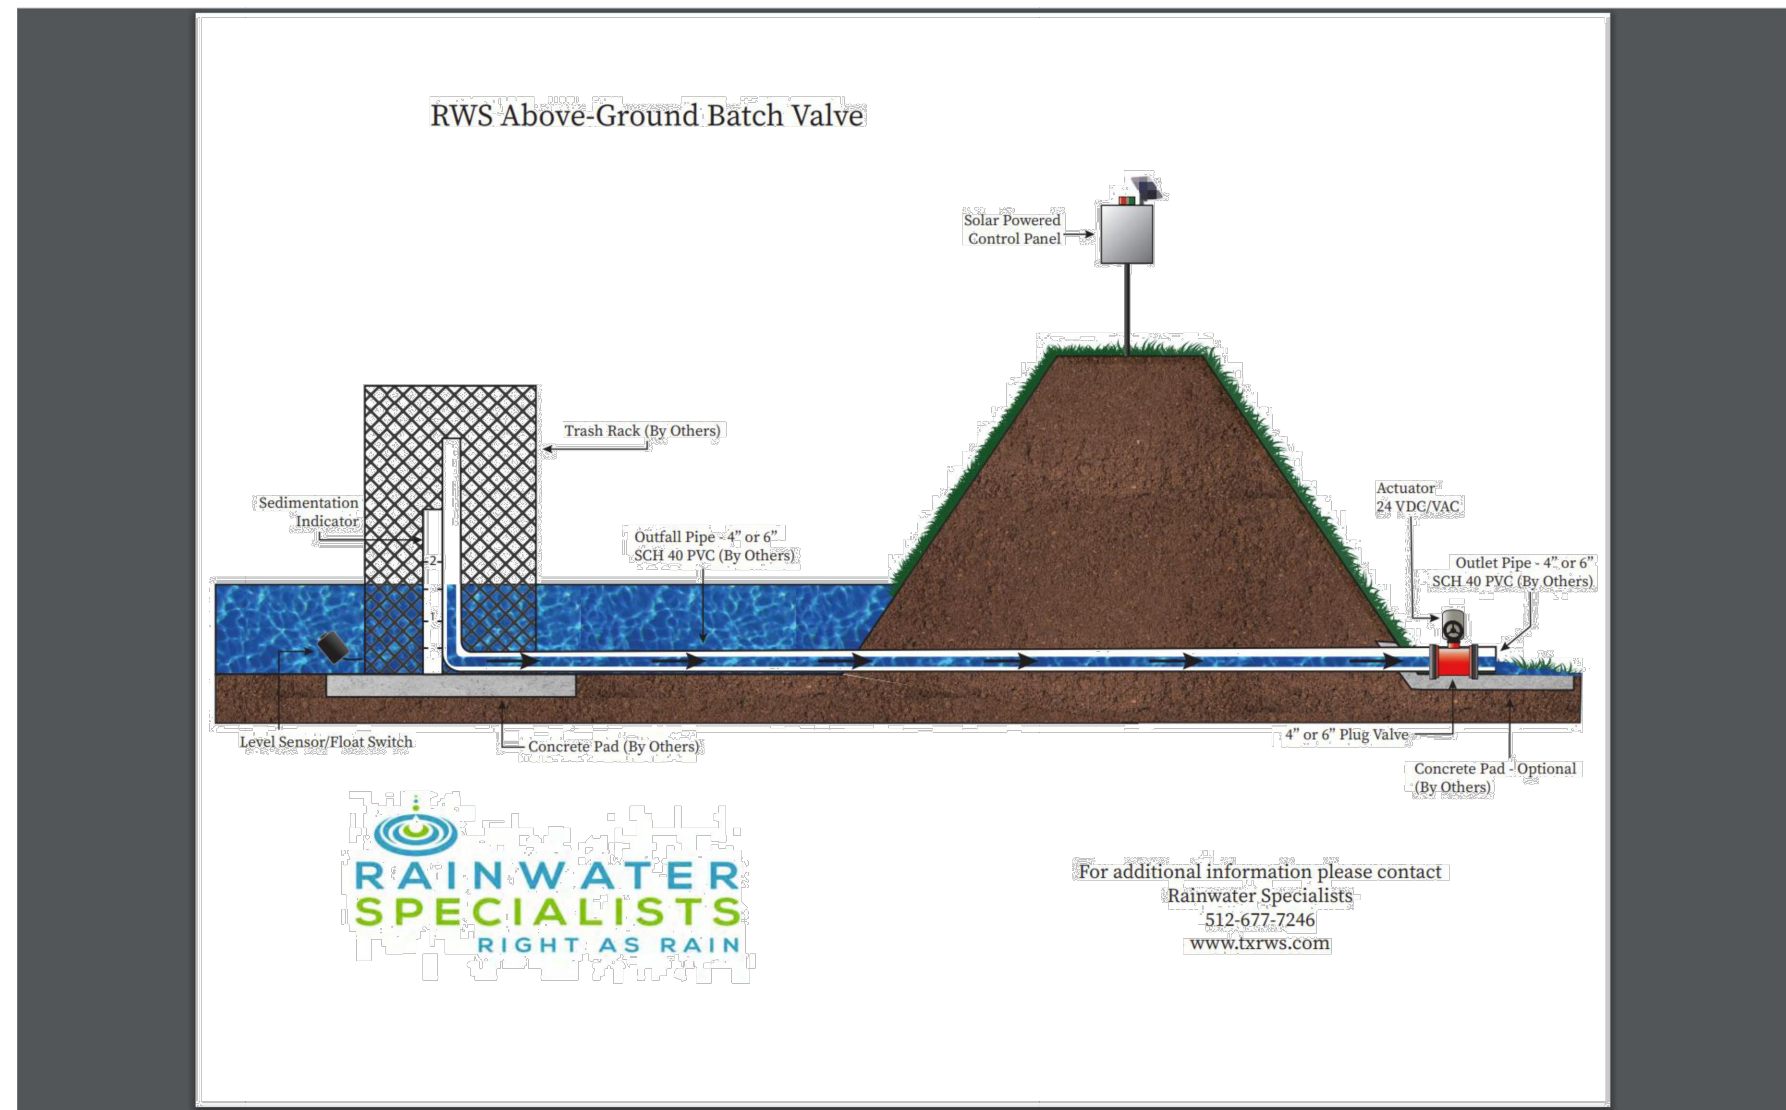 RWS Above-Ground Batch Valve
Solar Powered
Control Panel
Trash Rack (By Others)
Sedimentation
Indicator
Outfall Pipe - 4” or 6”
SCH 40 PVC (By Others)
Actuator
24 VDC/VAC
Outlet Pipe - 4” or 6”
SCH 40 PVC (By Others)
2
1
Level Sensor/Float Switch
Concrete Pad (By Others)
4” or 6” Plug Valve
Concrete Pad - Optional
(By Others)
RAINWATER
SPECIALISTS
RIGHT AS RAIN
For additional information please contact
Rainwater Specialists
512-677-7246
www.txrws.com